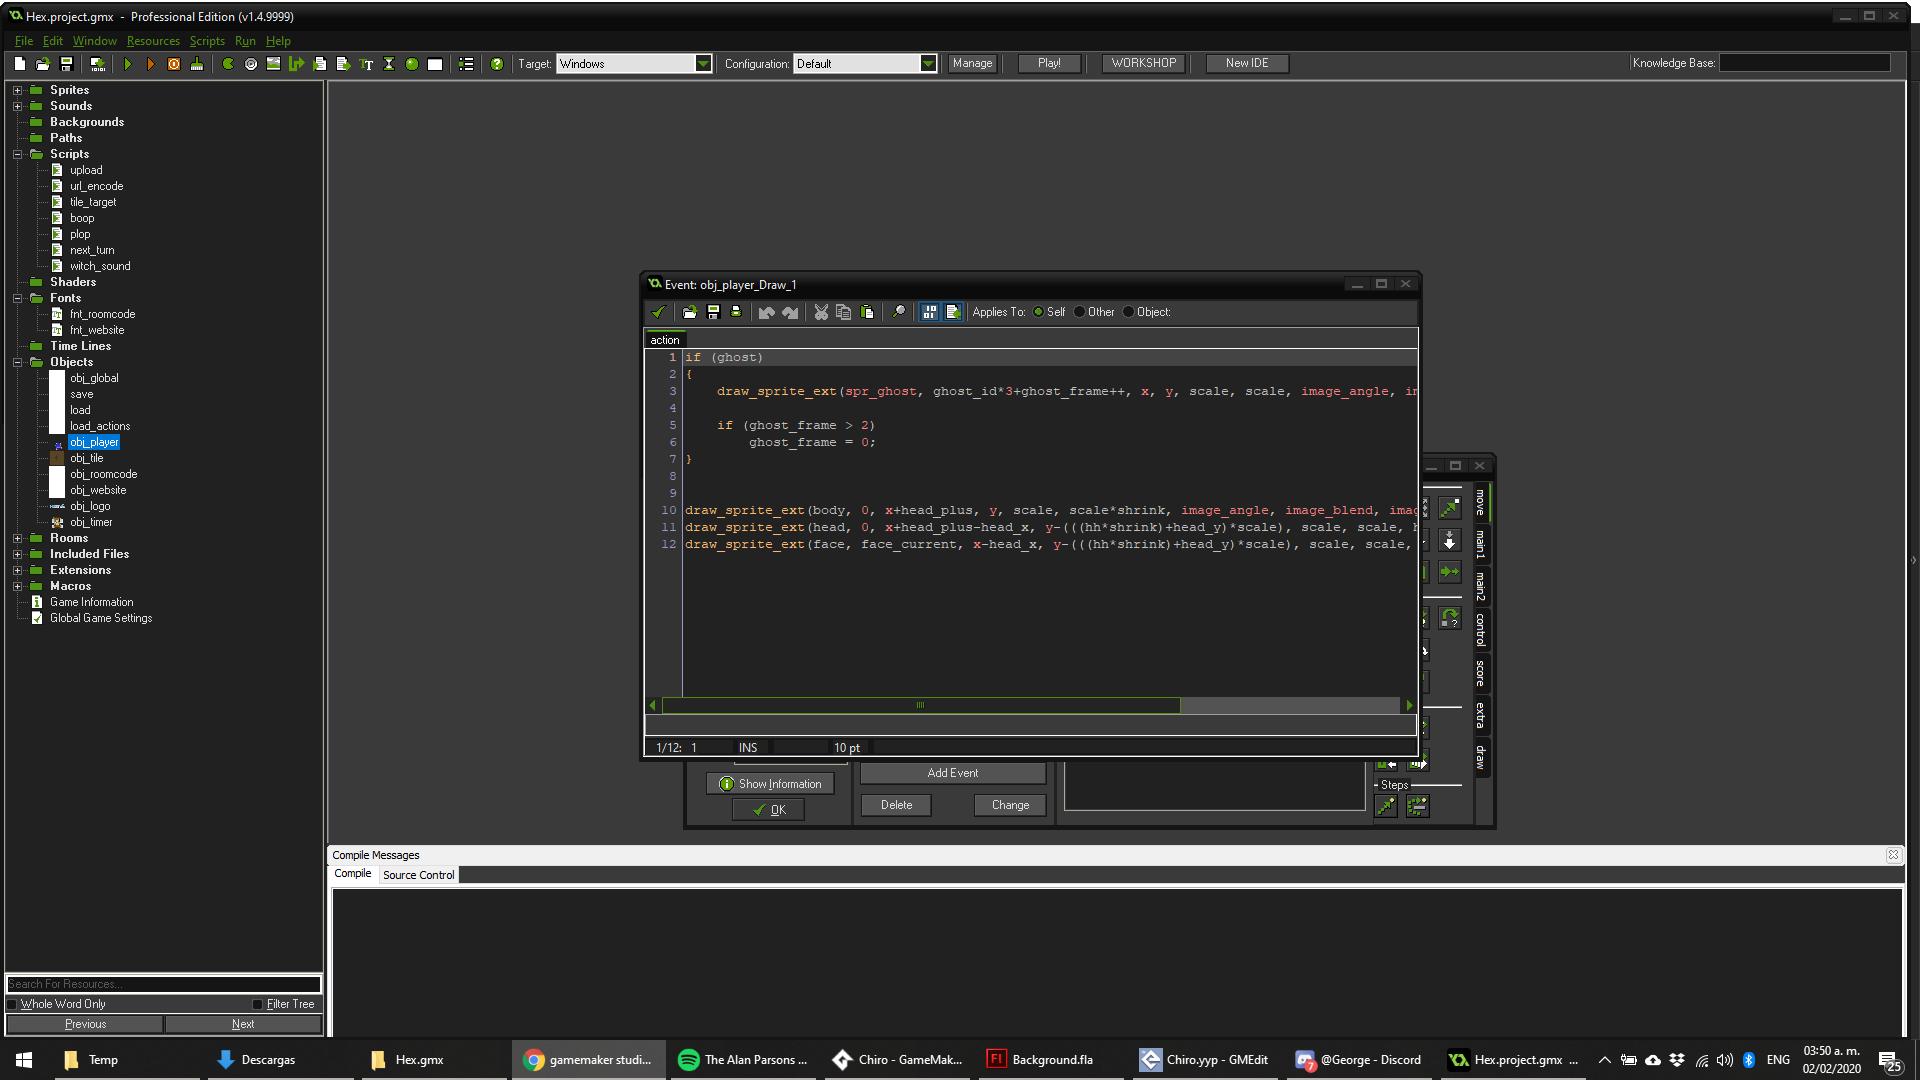 Hex.project.gmx - Professional Edition (v1.4.9999)
File Edit Window Resources Scripts Run Help
Target: Windows Configuration: Default Manage Play! WORKSHOP New IDE Knowledge Base:
Sprites
Sounds
Backgrounds
Paths
Scripts
upload
url_encode
tile_target
boop
plop
next_turn
witch_sound
Shaders
Fonts
fnt_roomcode
fnt_website
Time Lines
Objects
obj_global
save
load
load_actions
obj_player
obj_tile
obj_roomcode
obj_website
obj_logo
obj_timer
Rooms
Included Files
Extensions
Macros
Game Information
Global Game Settings
Search For Resources...
Whole Word Only Filter Tree
Previous Next
Event: obj_player_Draw_1
Applies To: Self Other Object:
action
1 if (ghost)
2 {
3 draw_sprite_ext(spr_ghost, ghost_id*3+ghost_frame++, x, y, scale, scale, image_angle, in
4
5 if (ghost_frame > 2)
6 ghost_frame = 0;
7 }
8
9
10 draw_sprite_ext(body, 0, x+head_plus, y, scale, scale*shrink, image_angle, image_blend, imag
11 draw_sprite_ext(head, 0, x+head_plus-head_x, y-(((hh*shrink)+head_y)*scale), scale, scale, h
12 draw_sprite_ext(face, face_current, x-head_x, y-(((hh*shrink)+head_y)*scale), scale, scale,
1/12: 1 INS 10 pt
Show Information
OK
Add Event
Delete Change
Steps
move
main1
main2
control
score
extra
draw
Compile Messages
Compile Source Control
Temp Descargas Hex.gmx gamemaker studi... The Alan Parsons ... Chiro - GameMak... Background.fla Chiro.yyp - GMEdit @George - Discord Hex.project.gmx ... ENG 03:50 a. m.
02/02/2020
25